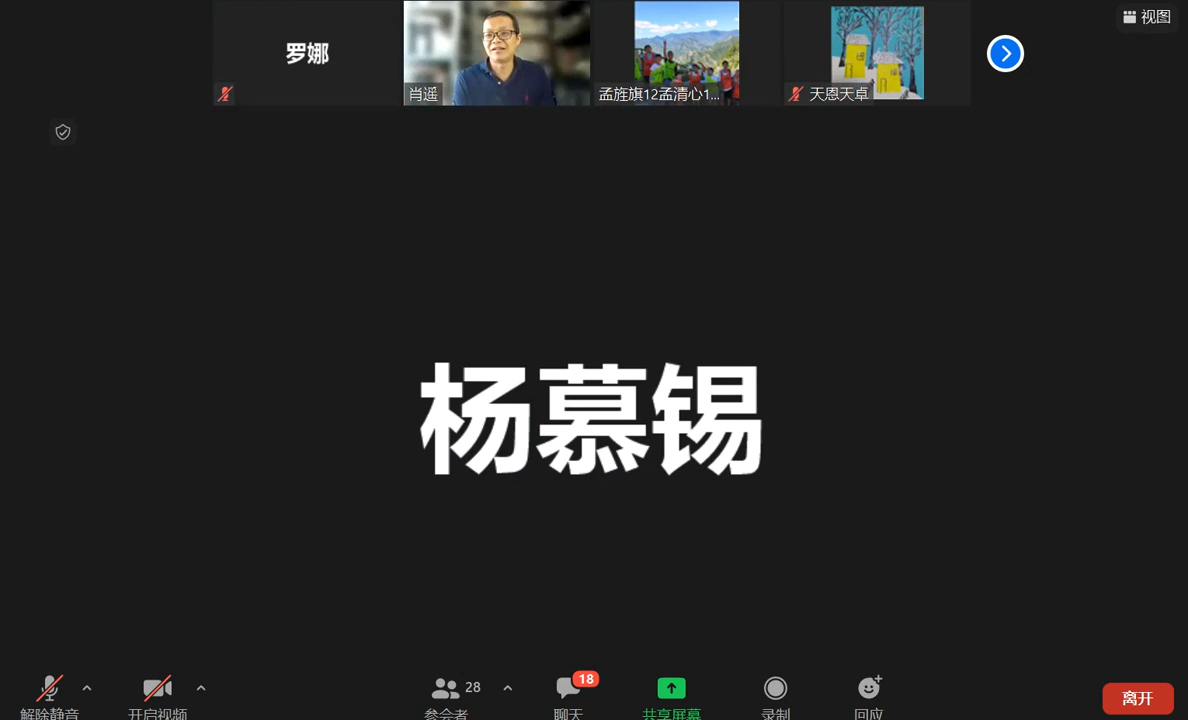 视图
罗娜
肖遥
孟旌旗12孟清心1...
天恩天卓
杨慕锡
28
18
解除静音
开启视频
参会者
聊天
共享屏幕
录制
回应
离开